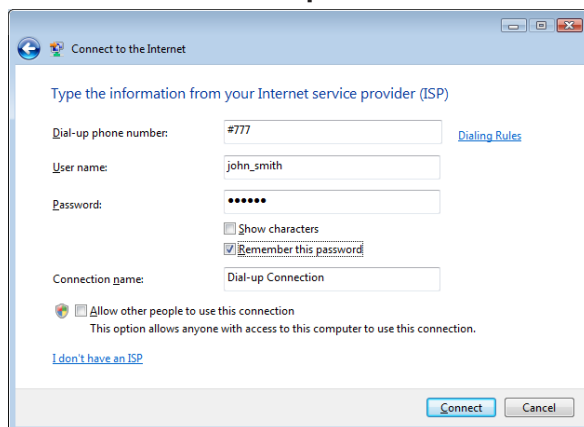 Connect to the Internet
Type the information from your Internet service provider (ISP)
Dial-up phone number: #777 Dialing Rules
User name: john_smith
Password: ••••••
Show characters
Remember this password
Connection name: Dial-up Connection
Allow other people to use this connection
This option allows anyone with access to this computer to use this connection.
I don't have an ISP
Connect Cancel